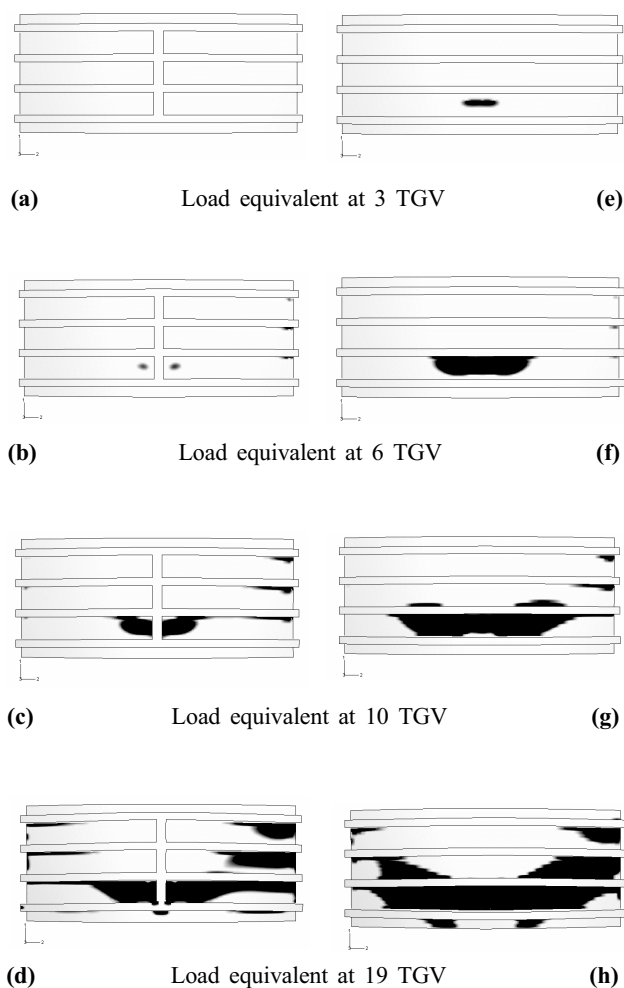 (a) Load equivalent at 3 TGV (e)
(b) Load equivalent at 6 TGV (f)
(c) Load equivalent at 10 TGV (g)
(d) Load equivalent at 19 TGV (h)